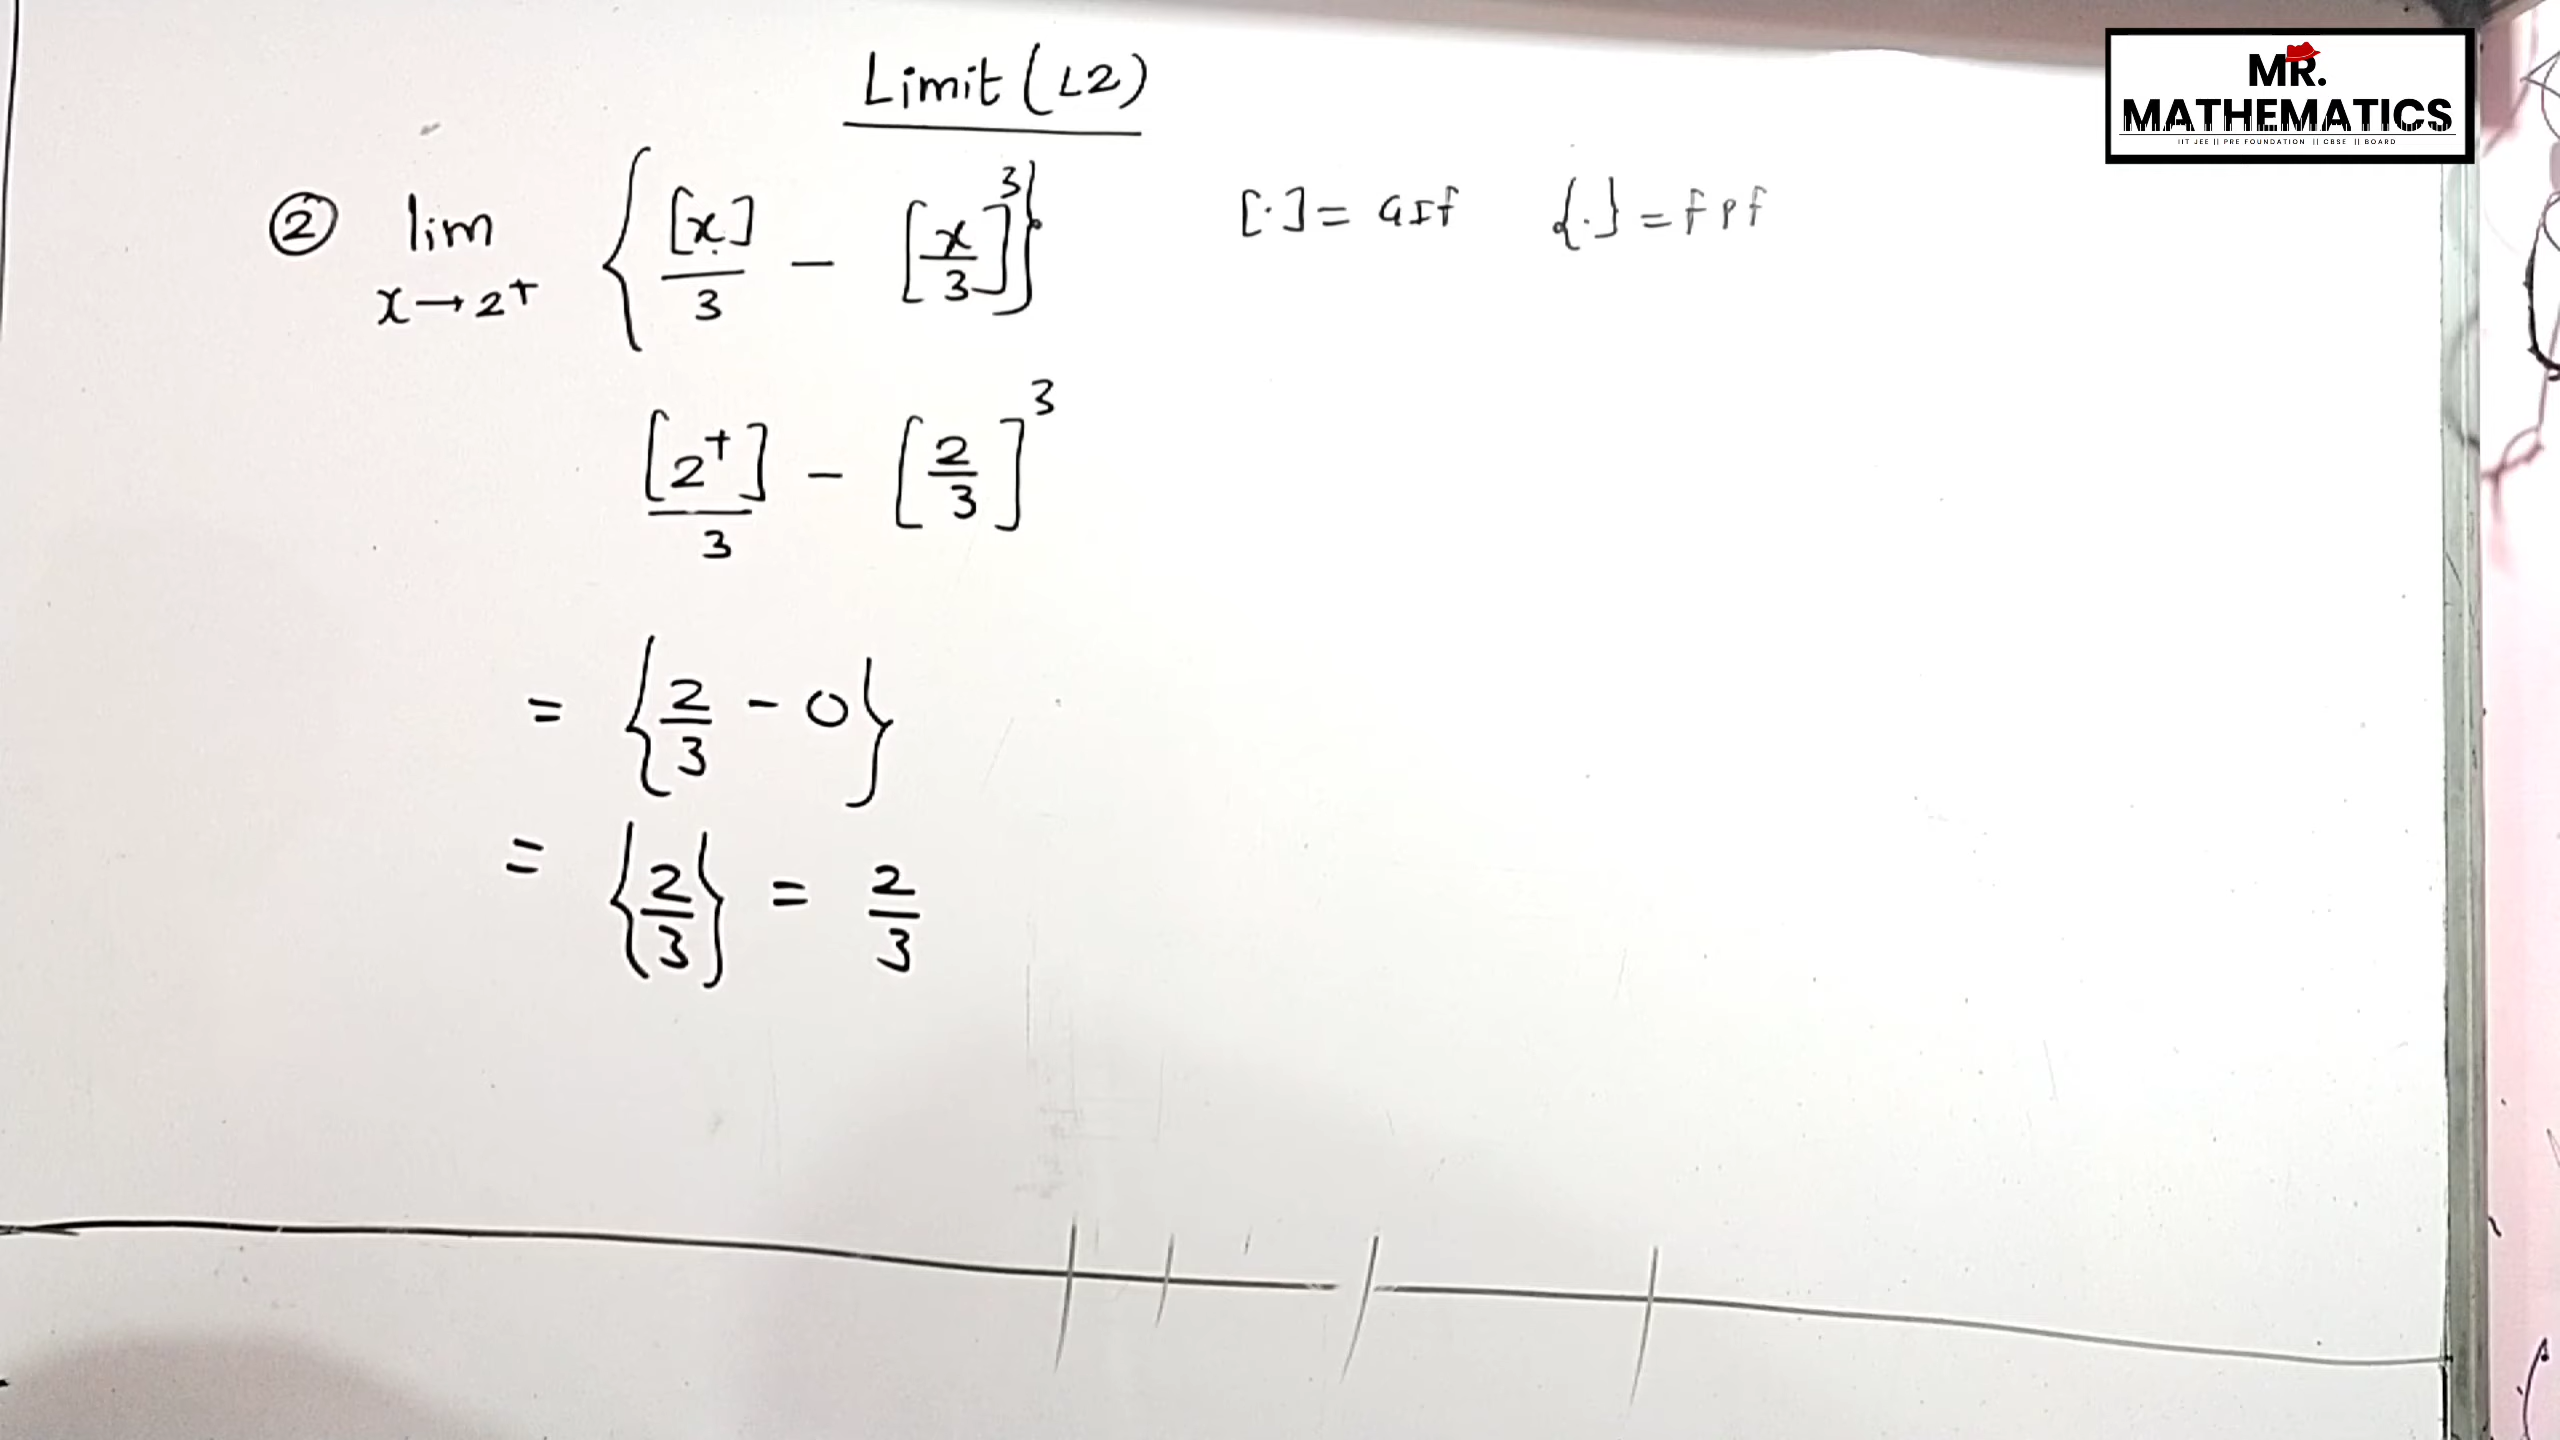 Limit (L2)
MR.
MATHEMATICS
IIT JEE || PRE FOUNDATION || CBSE || BOARD
② lim x→2⁺ { [x]/3 − [x/3]³ } [·] = GIF {·} = FPF
[2⁺]/3 − [2/3]³
= {2/3 − 0}
= {2/3} = 2/3